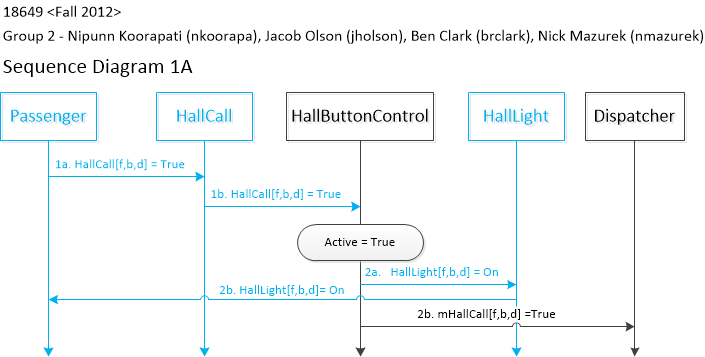 18649 <Fall 2012>
Group 2 - Nipunn Koorapati (nkoorapa), Jacob Olson (jholson), Ben Clark (brclark), Nick Mazurek (nmazurek)
Sequence Diagram 1A
Passenger
HallCall
HallButtonControl
HallLight
Dispatcher
1a. HallCall[f,b,d] = True
1b. HallCall[f,b,d] = True
Active = True
2a. HallLight[f,b,d] = On
2b. HallLight[f,b,d]= On
2b. mHallCall[f,b,d] =True